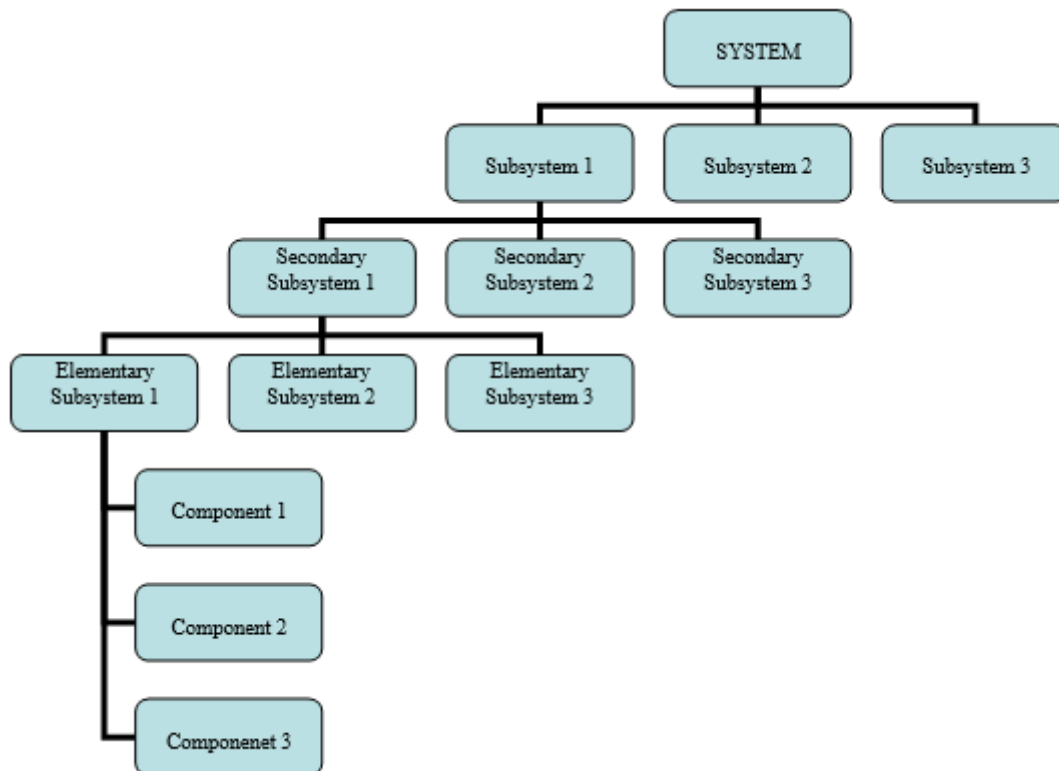 SYSTEM
Subsystem 1
Subsystem 2
Subsystem 3
Secondary
Subsystem 1
Secondary
Subsystem 2
Secondary
Subsystem 3
Elementary
Subsystem 1
Elementary
Subsystem 2
Elementary
Subsystem 3
Component 1
Component 2
Componenet 3